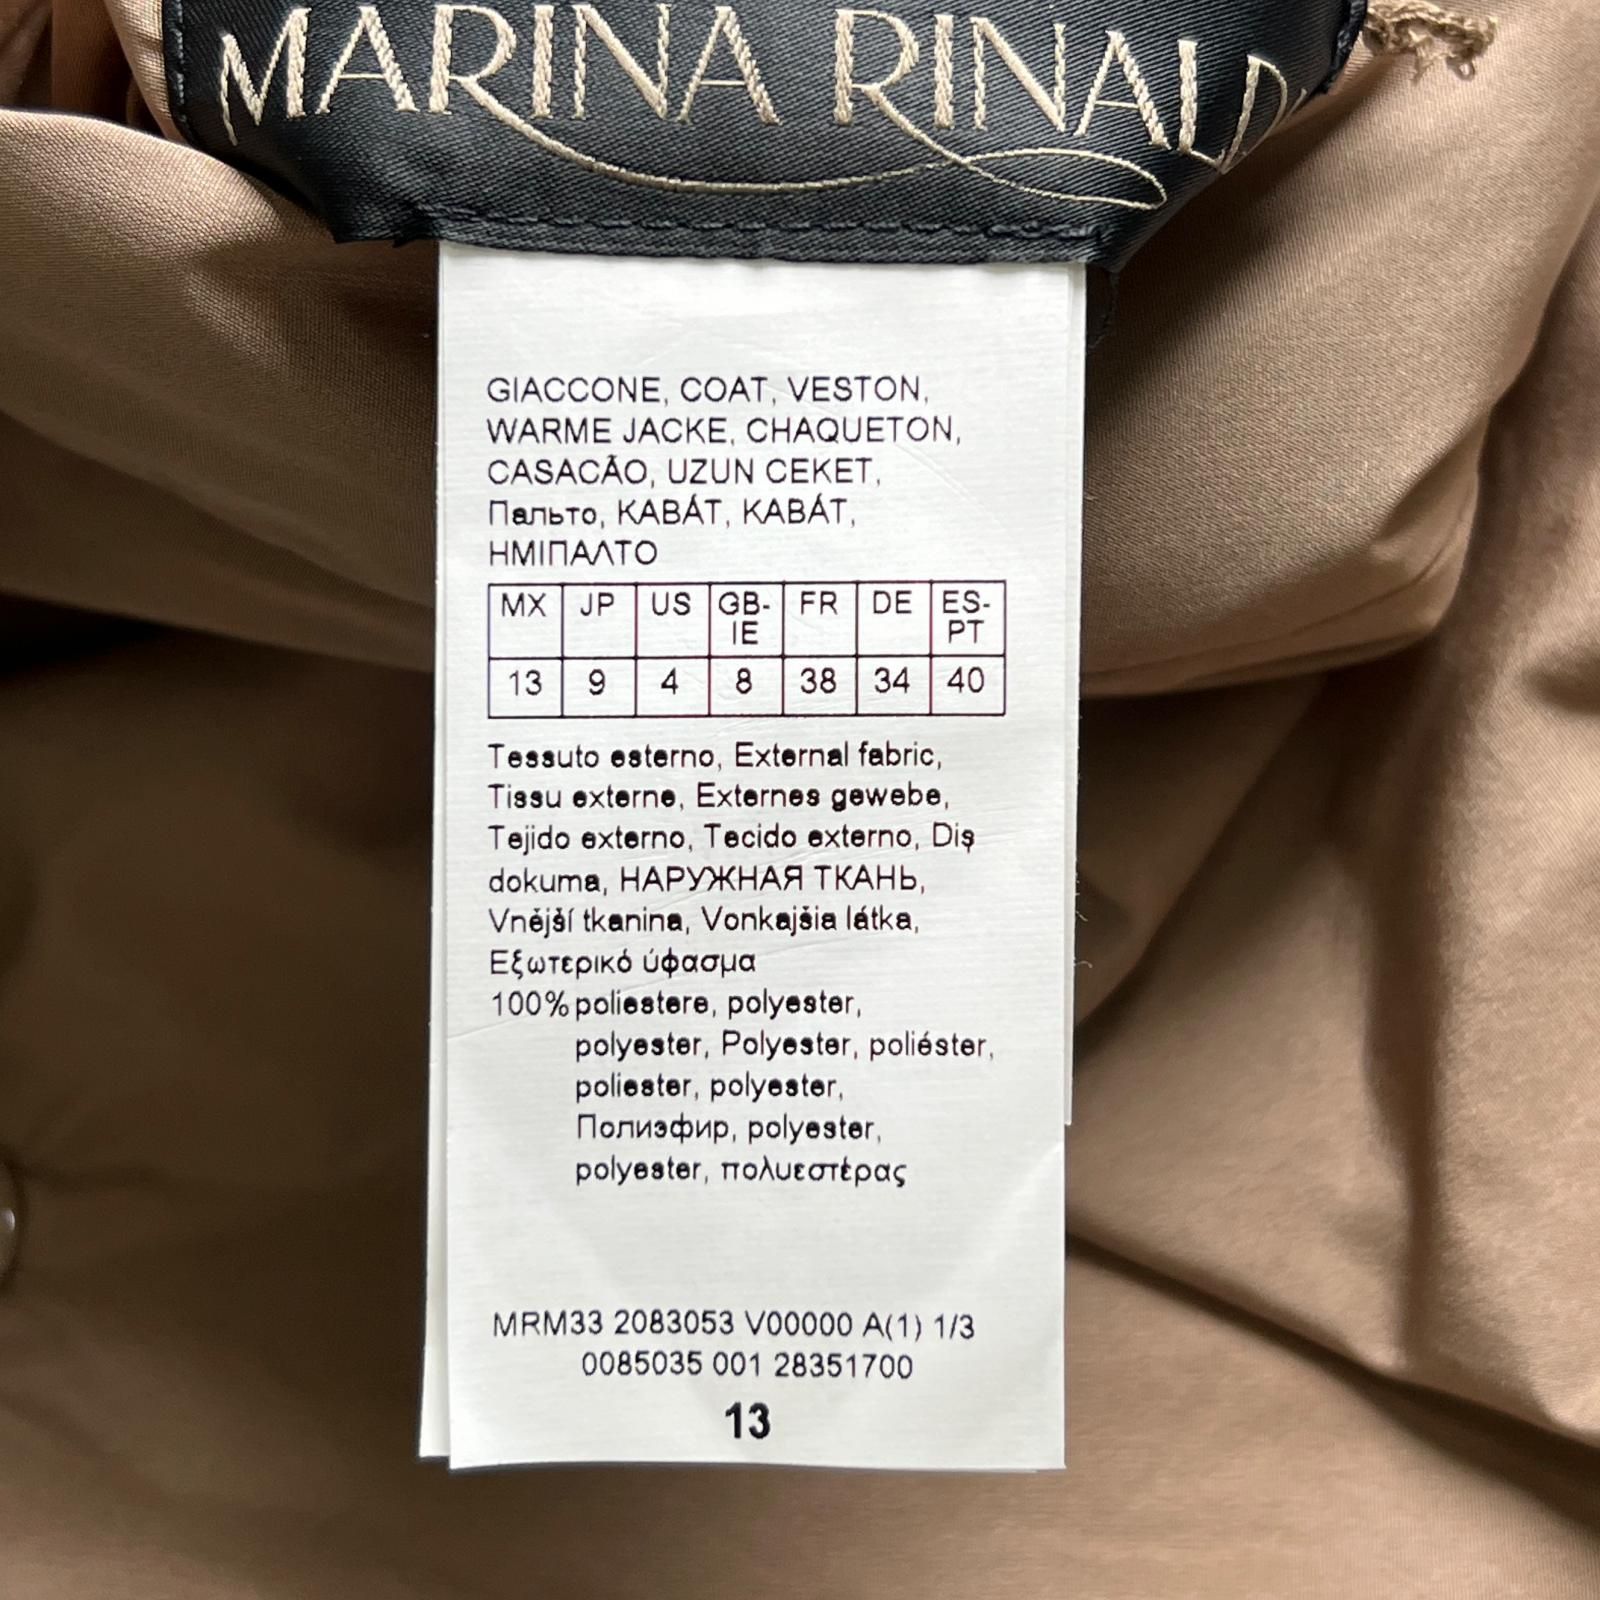 MARINA RINALD
GIACCONE, COAT, VESTON,
WARME JACKE, CHAQUETON,
CASACÃO, UZUN CEKET,
Пальто, KABÁT, KABÁT,
ΗΜΙΠΑΛΤΟ
MX JP US GB-IE FR DE ES-PT
13 9 4 8 38 34 40
Tessuto esterno, External fabric,
Tissu externe, Externes gewebe,
Tejido externo, Tecido externo, Diş
dokuma, НАРУЖНАЯ ТКАНЬ,
Vnější tkanina, Vonkajšia látka,
Εξωτερικό ύφασμα
100% poliestere, polyester,
polyester, Polyester, poliéster,
poliester, polyester,
Полиэфир, polyester,
polyester, πολυεστέρας
MRM33 2083053 V00000 A(1) 1/3
0085035 001 28351700
13